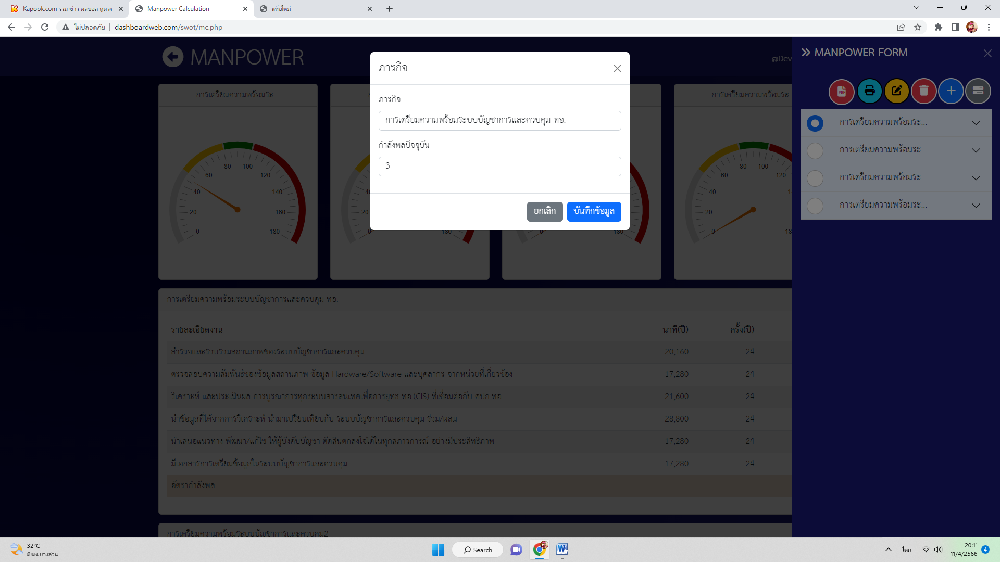 Kapook.com รวม ข่าว ผลบอล ดูดวง
Manpower Calculation
แท็บใหม่
ไม่ปลอดภัย
dashboardweb.com/swot/mc.php
MANPOWER
@Dev
MANPOWER FORM
PDF
ภารกิจ
ภารกิจ
การเตรียมความพร้อมระบบบัญชาการและควบคุม ทอ.
กำลังพลปัจจุบัน
3
ยกเลิก
บันทึกข้อมูล
การเตรียมความพร้อมระ...
การเตรียมความพร้อมระ...
การเตรียมความพร้อมระ...
การเตรียมความพร้อมระ...
การเตรียมความพร้อมระ...
การเตรียมความพร้อมระ...
0 20 40 60 80 100 120 140 160 180
0 20 40 180
0 180
0 20 40 60 80 100 120 14 16 18
การเตรียมความพร้อมระบบบัญชาการและควบคุม ทอ.
รายละเอียดงาน นาที(ปี) ครั้ง(ปี)
สำรวจและรวบรวมสถานภาพของระบบบัญชาการและควบคุม 20,160 24
ตรวจสอบความสัมพันธ์ของข้อมูลสถานภาพ ข้อมูล Hardware/Software และบุคลากร จากหน่วยที่เกี่ยวข้อง 17,280 24
วิเคราะห์ และประเมินผล การบูรณาการทุกระบบสารสนเทศเพื่อการยุทธ ทอ.(CIS) ที่เชื่อมต่อกับ ศปก.ทอ. 21,600 24
นำข้อมูลที่ได้จากการวิเคราะห์ นำมาเปรียบเทียบกับ ระบบบัญชาการและควบคุม ร่วม/ผสม 28,800 24
นำเสนอแนวทาง พัฒนา/แก้ไข ให้ผู้บังคับบัญชา ตัดสินตกลงใจได้ในทุกสภาวการณ์ อย่างมีประสิทธิภาพ 17,280 24
มีเอกสารการเตรียมข้อมูลในระบบบัญชาการและควบคุม 17,280 24
อัตรากำลังพล
การเตรียมความพร้อมระบบบัญชาการและควบคุม2
32°C
มีเมฆบางส่วน
Search
ไทย
20:11
11/4/2566
4